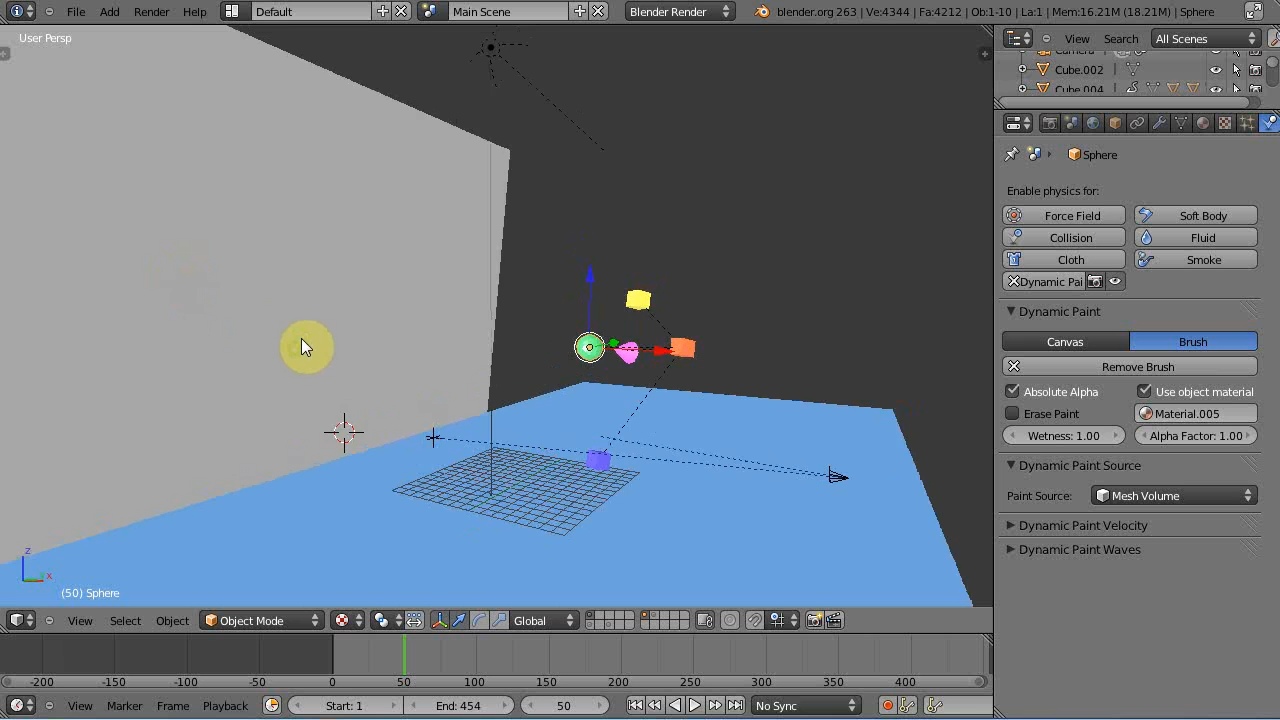 File Add Render Help Default Main Scene Blender Render blender.org 263 | Ve:4344 | Fa:4212 | Ob:1-10 | La:1 | Mem:16.21M (18.21M) | Sphere
User Persp
View Search All Scenes
Camera
Cube.002
Cube.004
Sphere
Enable physics for:
Force Field Soft Body
Collision Fluid
Cloth Smoke
Dynamic Pai
Dynamic Paint
Canvas Brush
Remove Brush
Absolute Alpha Use object material
Erase Paint Material.005
Wetness: 1.00 Alpha Factor: 1.00
Dynamic Paint Source
Paint Source: Mesh Volume
Dynamic Paint Velocity
Dynamic Paint Waves
z
x
(50) Sphere
View Select Object Object Mode Global
-200 -150 -100 -50 0 50 100 150 200 250 300 350 400
View Marker Frame Playback Start: 1 End: 454 50 No Sync